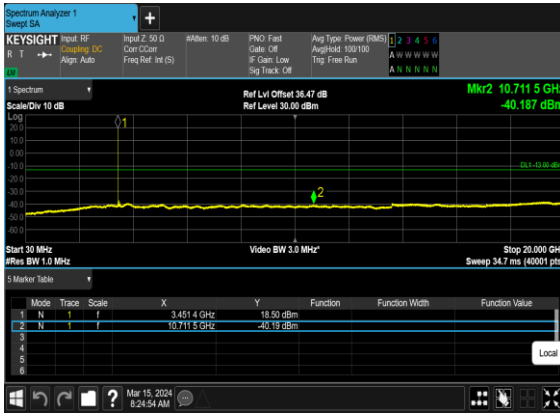 Spectrum Analyzer 1
Swept SA
+
KEYSIGHT Input: RF Input Z: 50 Ω #Atten: 10 dB PNO: Fast Avg Type: Power (RMS) 1 2 3 4 5 6
R T Coupling: DC Corr CCorr Gate: Off Avg|Hold: 100/100 A W W W W W
Align: Auto Freq Ref: Int (S) IF Gain: Low Trig: Free Run
Sig Track: Off A N N N N N
1 Spectrum
Scale/Div 10 dB
Ref Lvl Offset 36.47 dB
Ref Level 30.00 dBm
Mkr2 10.711 5 GHz
-40.187 dBm
Log
20.0
10.0
0.00
-10.0
-20.0
-30.0
-40.0
-50.0
-60.0
1
DL1 -13.00 dBm
2
Start 30 MHz Video BW 3.0 MHz* Stop 20.000 GH
#Res BW 1.0 MHz Sweep 34.7 ms (40001 pts
5 Marker Table
Mode Trace Scale X Y Function Function Width Function Value
1 N 1 f 3.451 4 GHz 18.50 dBm
2 N 1 f 10.711 5 GHz -40.19 dBm
3
4
5
6
Local
? Mar 15, 2024
8:24:54 AM